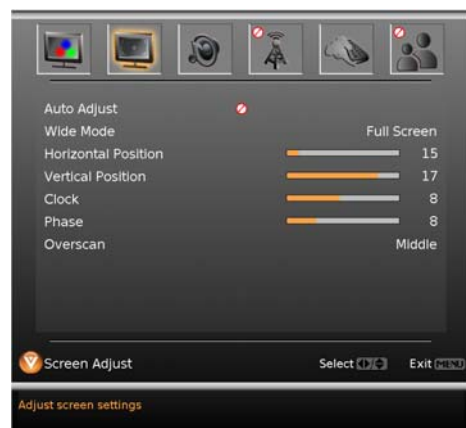 Auto Adjust
Wide Mode Full Screen
Horizontal Position 15
Vertical Position 17
Clock 8
Phase 8
Overscan Middle
Screen Adjust Select Exit MENU
Adjust screen settings